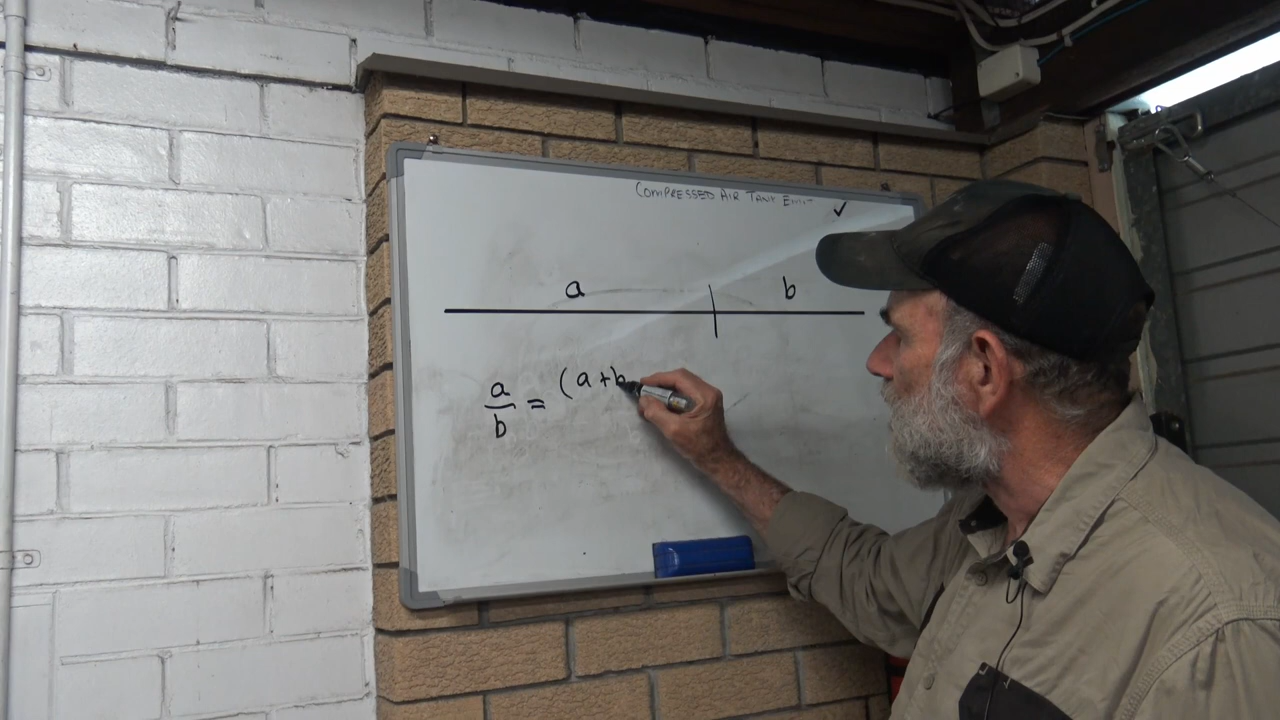 COMPRESSED AIR TANK
✓
a b
a/b = (a+b